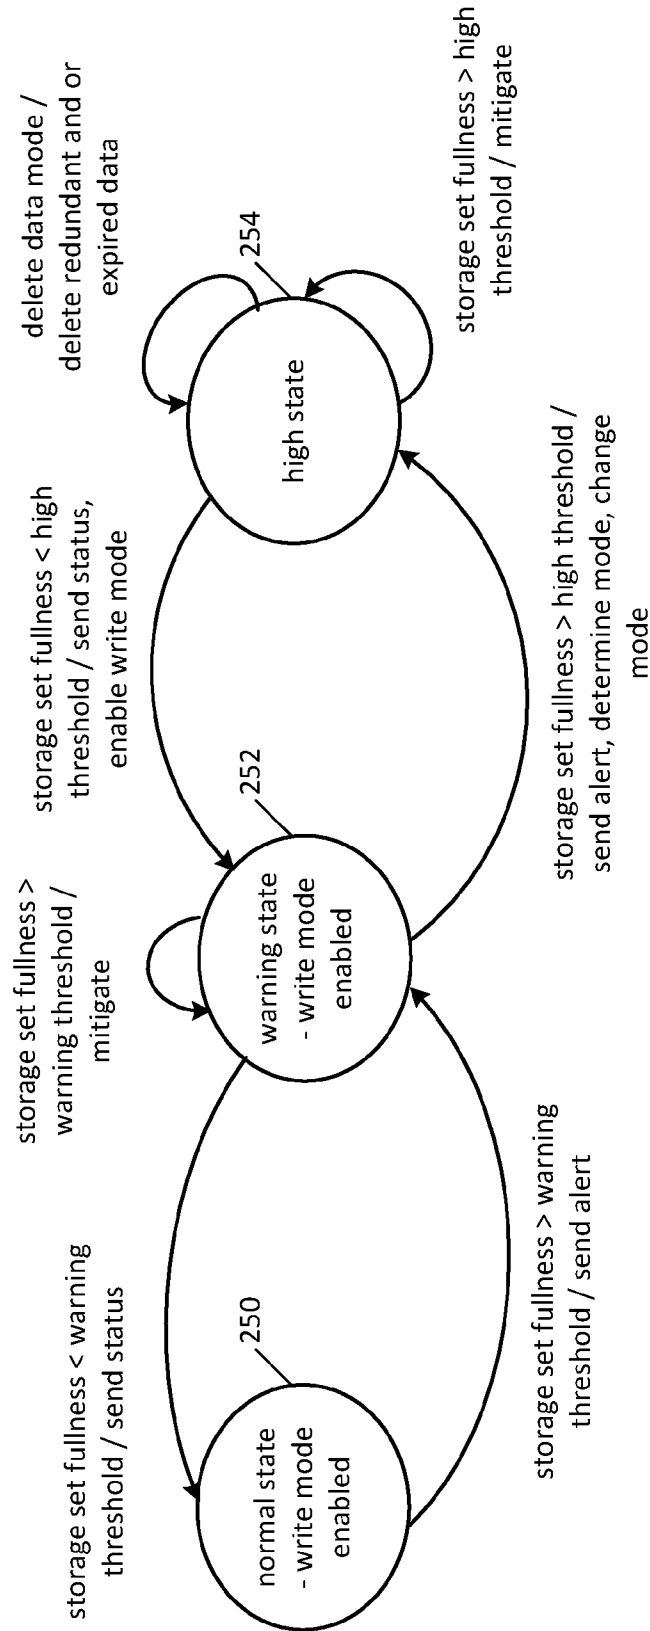 storage set fullness < warning
threshold / send status
storage set fullness >
warning threshold /
mitigate
storage set fullness < high
threshold / send status,
enable write mode
delete data mode /
delete redundant and or
expired data
250
252
254
normal state
- write mode
enabled
warning state
- write mode
enabled
high state
storage set fullness > warning
threshold / send alert
storage set fullness > high threshold /
send alert, determine mode, change
mode
storage set fullness > high
threshold / mitigate